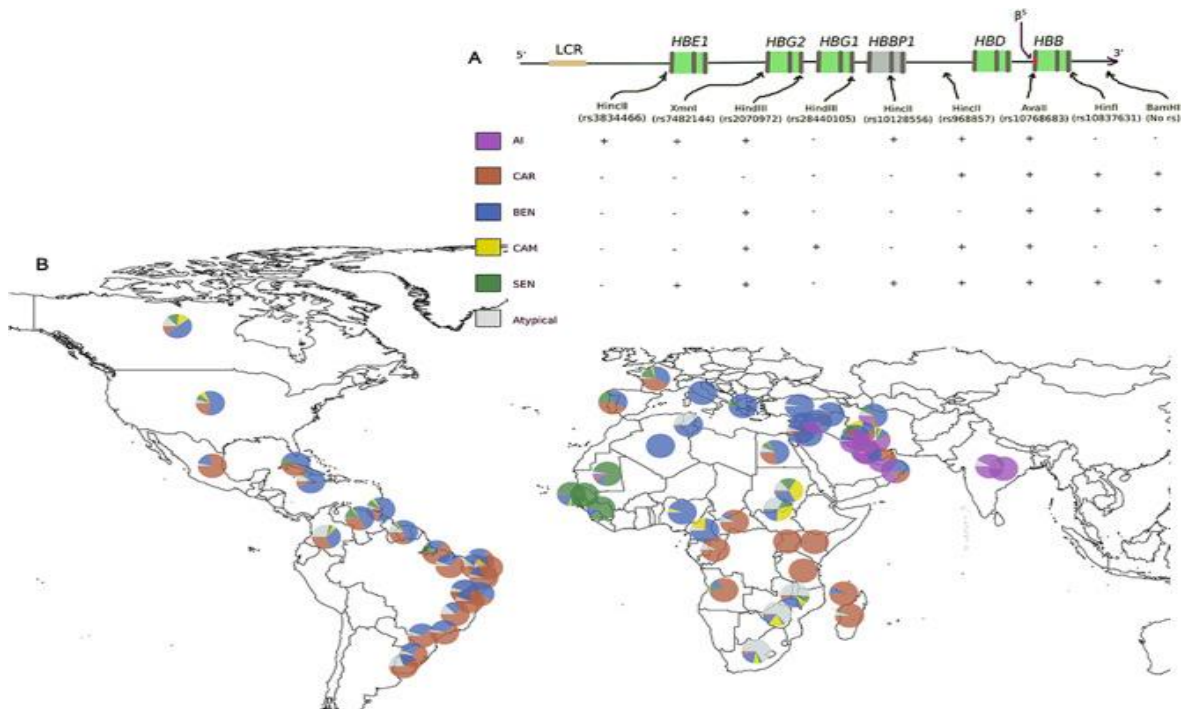 A
5'
LCR
HBE1
HBG2
HBG1
HBBP1
HBD
β^S
HBB
3'
HincII
(rs3834466)
XmnI
(rs7482144)
HindIII
(rs2070972)
HindIII
(rs28440105)
HincII
(rs10128556)
HincII
(rs968857)
AvaII
(rs10768683)
HinfI
(rs10837631)
BamHI
(No rs)
AI + + + - + + + - -
CAR - - - - - + + + +
BEN - - + - - - + + +
CAM - - + + - + + - -
SEN - + + - + + + + +
Atypical
B